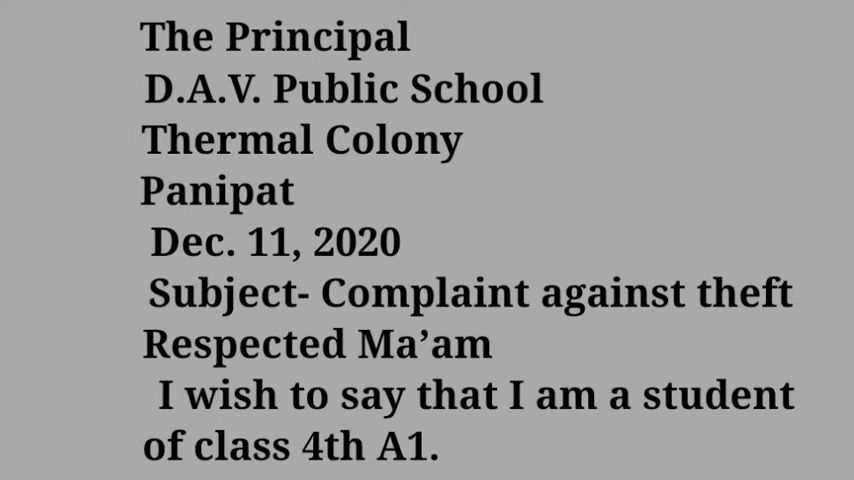 The Principal
D.A.V. Public School
Thermal Colony
Panipat
Dec. 11, 2020
Subject- Complaint against theft
Respected Ma’am
I wish to say that I am a student
of class 4th A1.